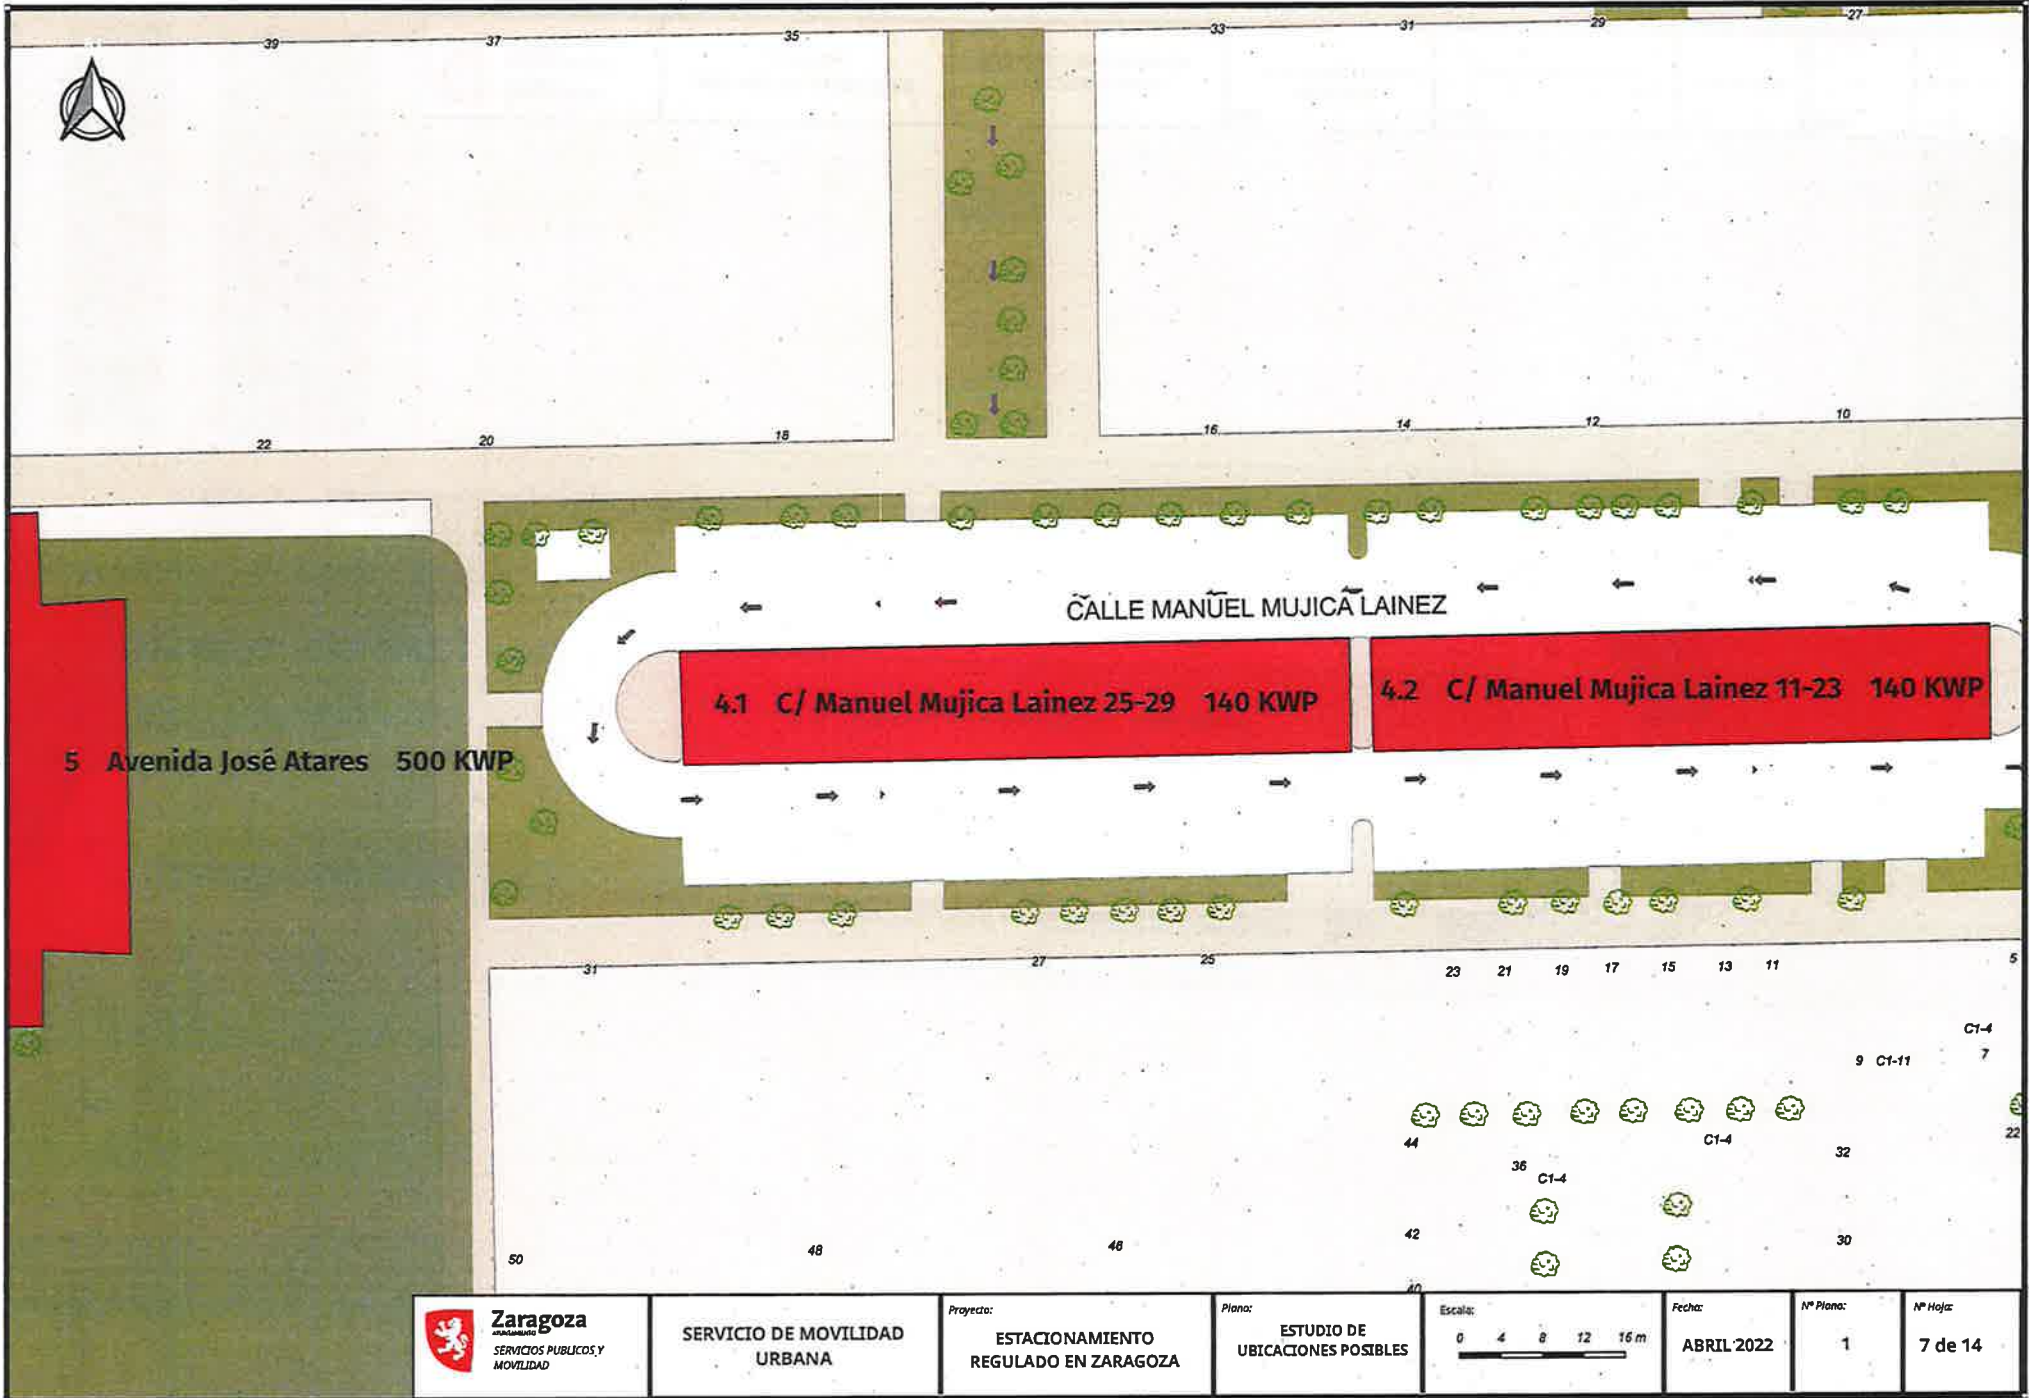 39 37 35 33 31 29 27
22 20 18 16 14 12 10
CALLE MANUEL MUJICA LAINEZ
4.1 C/ Manuel Mujica Lainez 25-29 140 KWP
4.2 C/ Manuel Mujica Lainez 11-23 140 KWP
5 Avenida José Atares 500 KWP
31 27 25 23 21 19 17 15 13 11 5
C1-4
9 C1-11 7
44 C1-4 32 22
36
C1-4
50 48 46 42 30
40
Zaragoza
AYUNTAMIENTO
SERVICIOS PUBLICOS Y
MOVILIDAD
SERVICIO DE MOVILIDAD
URBANA
Proyecto:
ESTACIONAMIENTO
REGULADO EN ZARAGOZA
Plano:
ESTUDIO DE
UBICACIONES POSIBLES
Escala:
0 4 8 12 16 m
Fecha:
ABRIL 2022
Nº Plano:
1
Nº Hoja:
7 de 14